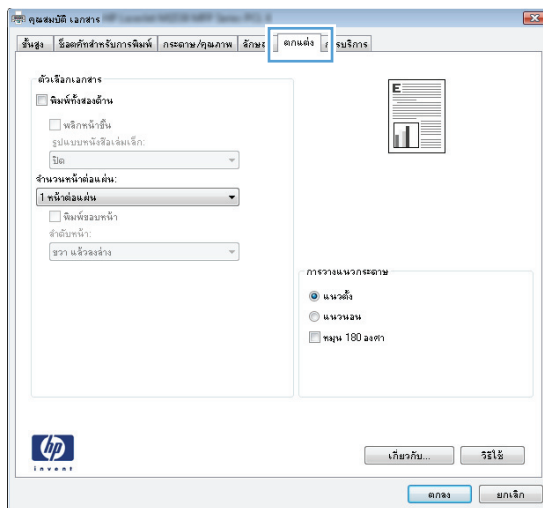 คุณสมบัติ เอกสาร
ขั้นสูง ช็อตคัทสำหรับการพิมพ์ กระดาษ/คุณภาพ ตกแต่ง
ตัวเลือกเอกสาร
พิมพ์ทั้งสองด้าน
พลิกหน้าขึ้น
รูปแบบหนังสือเล่มเล็ก:
ปิด
จำนวนหน้าต่อแผ่น:
1 หน้าต่อแผ่น
พิมพ์ขอบหน้า
ลำดับหน้า:
ขวา แล้วลงล่าง
E
การวางแนวกระดาษ
แนวตั้ง
แนวนอน
หมุน 180 องศา
hp
invent
เกี่ยวกับ... วิธีใช้
ตกลง ยกเลิก